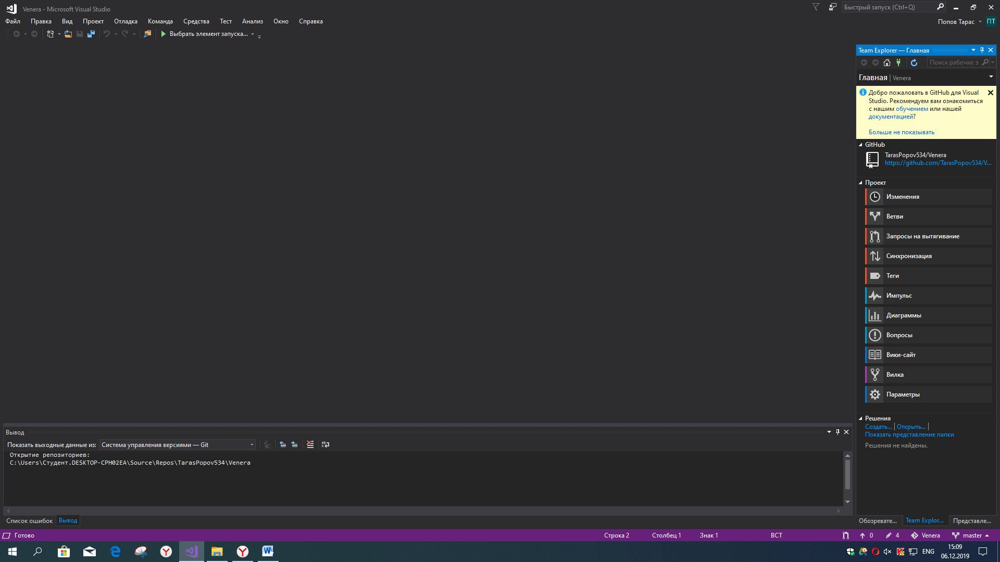 Venera - Microsoft Visual Studio
Быстрый запуск (Ctrl+Q)
Файл Правка Вид Проект Отладка Команда Средства Тест Анализ Окно Справка
Попов Тарас ПТ
Выбрать элемент запуска...
Team Explorer — Главная
Поиск рабочих э
Главная | Venera
Добро пожаловать в GitHub для Visual
Studio. Рекомендуем вам ознакомиться
с нашим обучением или нашей
документацией?
Больше не показывать
GitHub
TarasPopov534/Venera
https://github.com/TarasPopov534/V...
Проект
Изменения
Ветви
Запросы на вытягивание
Синхронизация
Теги
Импульс
Диаграммы
Вопросы
Вики-сайт
Вилка
Параметры
Решения
Создать... | Открыть... |
Показать представление папки
Решения не найдены.
Вывод
Показать выходные данные из: Система управления версиями — Git
Открытие репозиториев:
C:\Users\Студент.DESKTOP-CPH02EA\Source\Repos\TarasPopov534\Venera
Список ошибок Вывод
Обозревате... Team Explor... Представле...
Готово Строка 2 Столбец 1 Знак 1 ВСТ 0 4 Venera master
ENG 15:09
06.12.2019